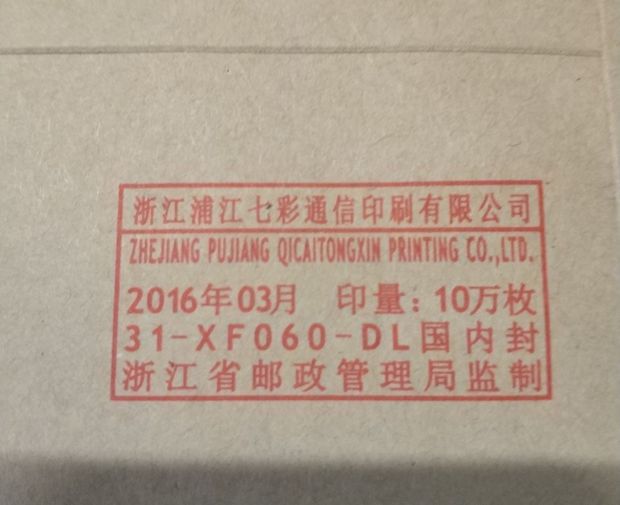 浙江浦江七彩通信印刷有限公司
ZHEJIANG PUJIANG QICAITONGXIN PRINTING CO.,LTD.
2016年03月 印量：10万枚
31-XF060-DL国内封
浙江省邮政管理局监制